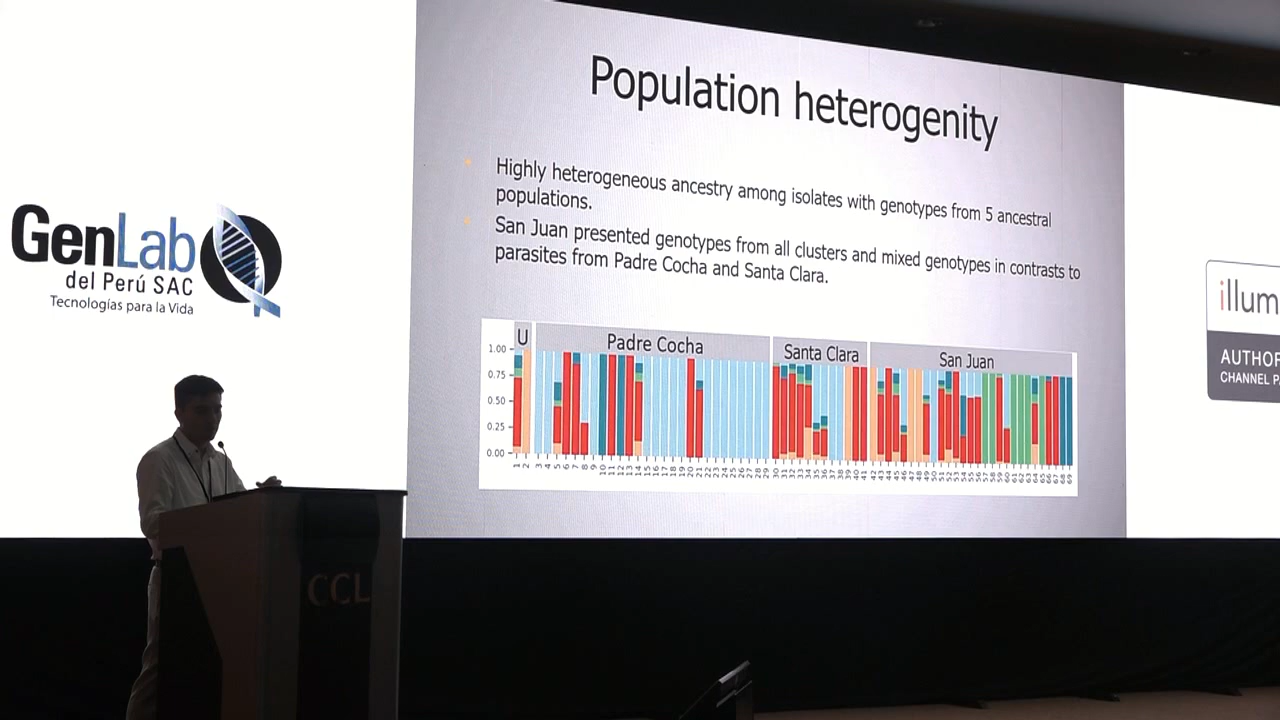 Population heterogenity
Highly heterogeneous ancestry among isolates with genotypes from 5 ancestral
populations.
San Juan presented genotypes from all clusters and mixed genotypes in contrasts to
parasites from Padre Cocha and Santa Clara.
U
Padre Cocha
Santa Clara
San Juan
1.00
0.75
0.50
0.25
0.00
GenLab
del Perú SAC
Tecnologías para la Vida
illum
AUTHOR
CHANNEL P
CCL